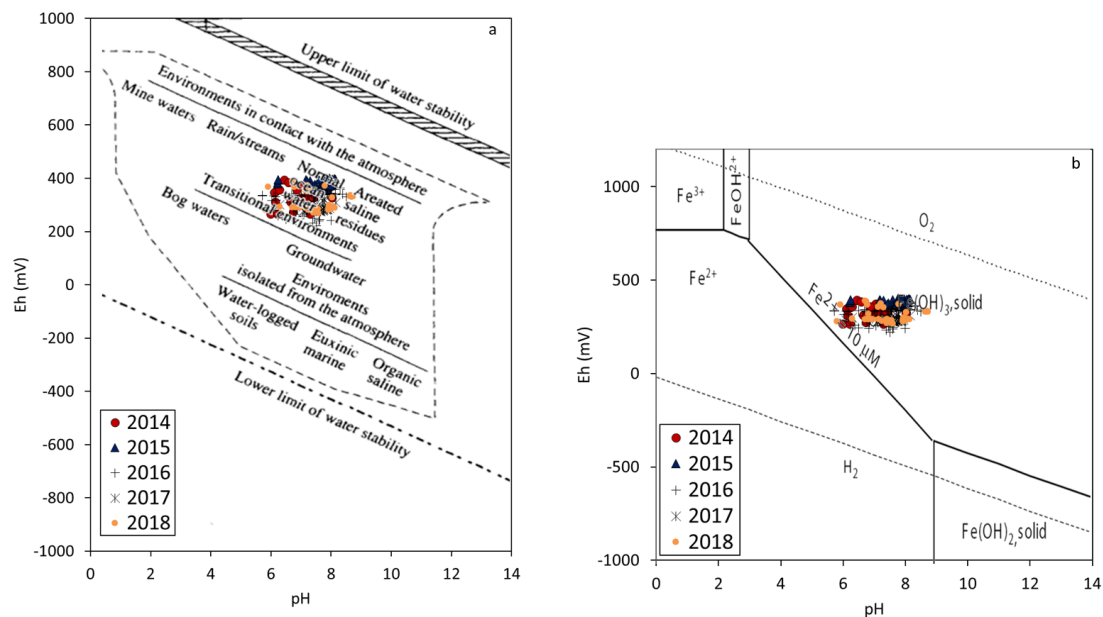 a
1000
800
600
400
200
0
-200
-400
-600
-800
-1000
Eh (mV)
0
2
4
6
8
10
12
14
pH
Upper limit of water stability
Environments in contact with the atmosphere
Mine waters
Rain/streams
Normal
oceanic
water
Areated
saline
residues
Transitional environments
Bog waters
Groundwater
Enviroments
isolated from the atmosphere
Water-logged
soils
Euxinic
marine
Organic
saline
Lower limit of water stability
2014
2015
2016
2017
2018
b
1000
500
0
-500
-1000
Eh (mV)
0
2
4
6
8
10
12
14
pH
Fe³⁺
FeOH²⁺
O₂
Fe²⁺
Fe²
(OH)₃,solid
10 µM
H₂
Fe(OH)₂,solid
2014
2015
2016
2017
2018